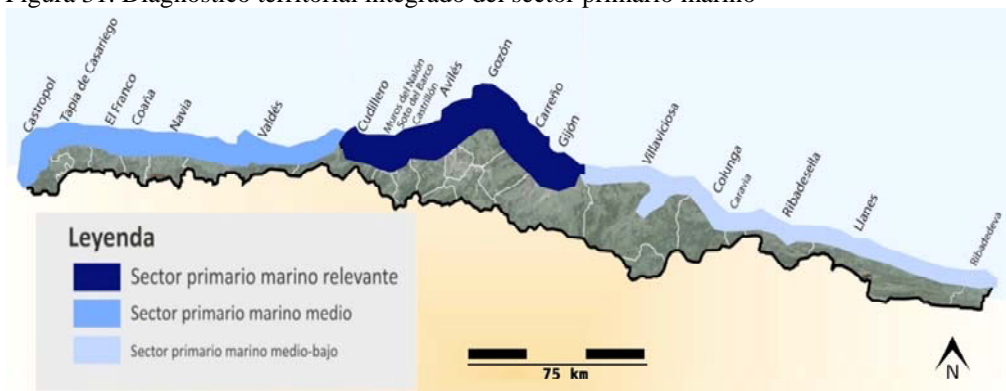 Figura 31. Diagnóstico territorial integrado del sector primario marino
Castropol
Tapia de Casariego
El Franco
Coaña
Navia
Valdés
Cudillero
Muros del Nalón
Soto del Barco
Castrillón
Avilés
Gozón
Carreño
Gijón
Villaviciosa
Colunga
Caravia
Ribadesella
Llanes
Ribadedeva
Leyenda
Sector primario marino relevante
Sector primario marino medio
Sector primario marino medio-bajo
75 km
N